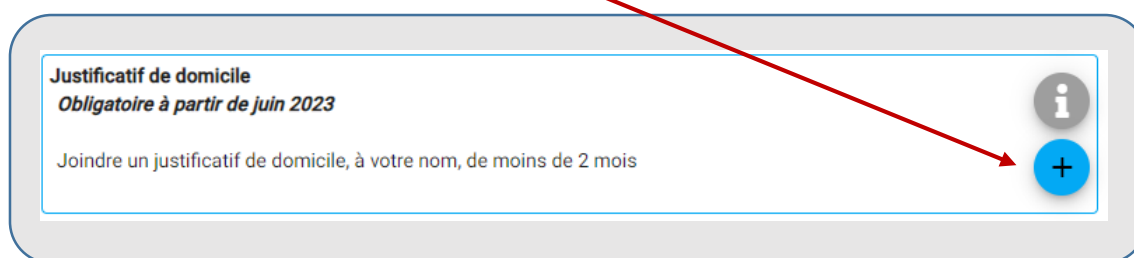 Justificatif de domicile
Obligatoire à partir de juin 2023
Joindre un justificatif de domicile, à votre nom, de moins de 2 mois